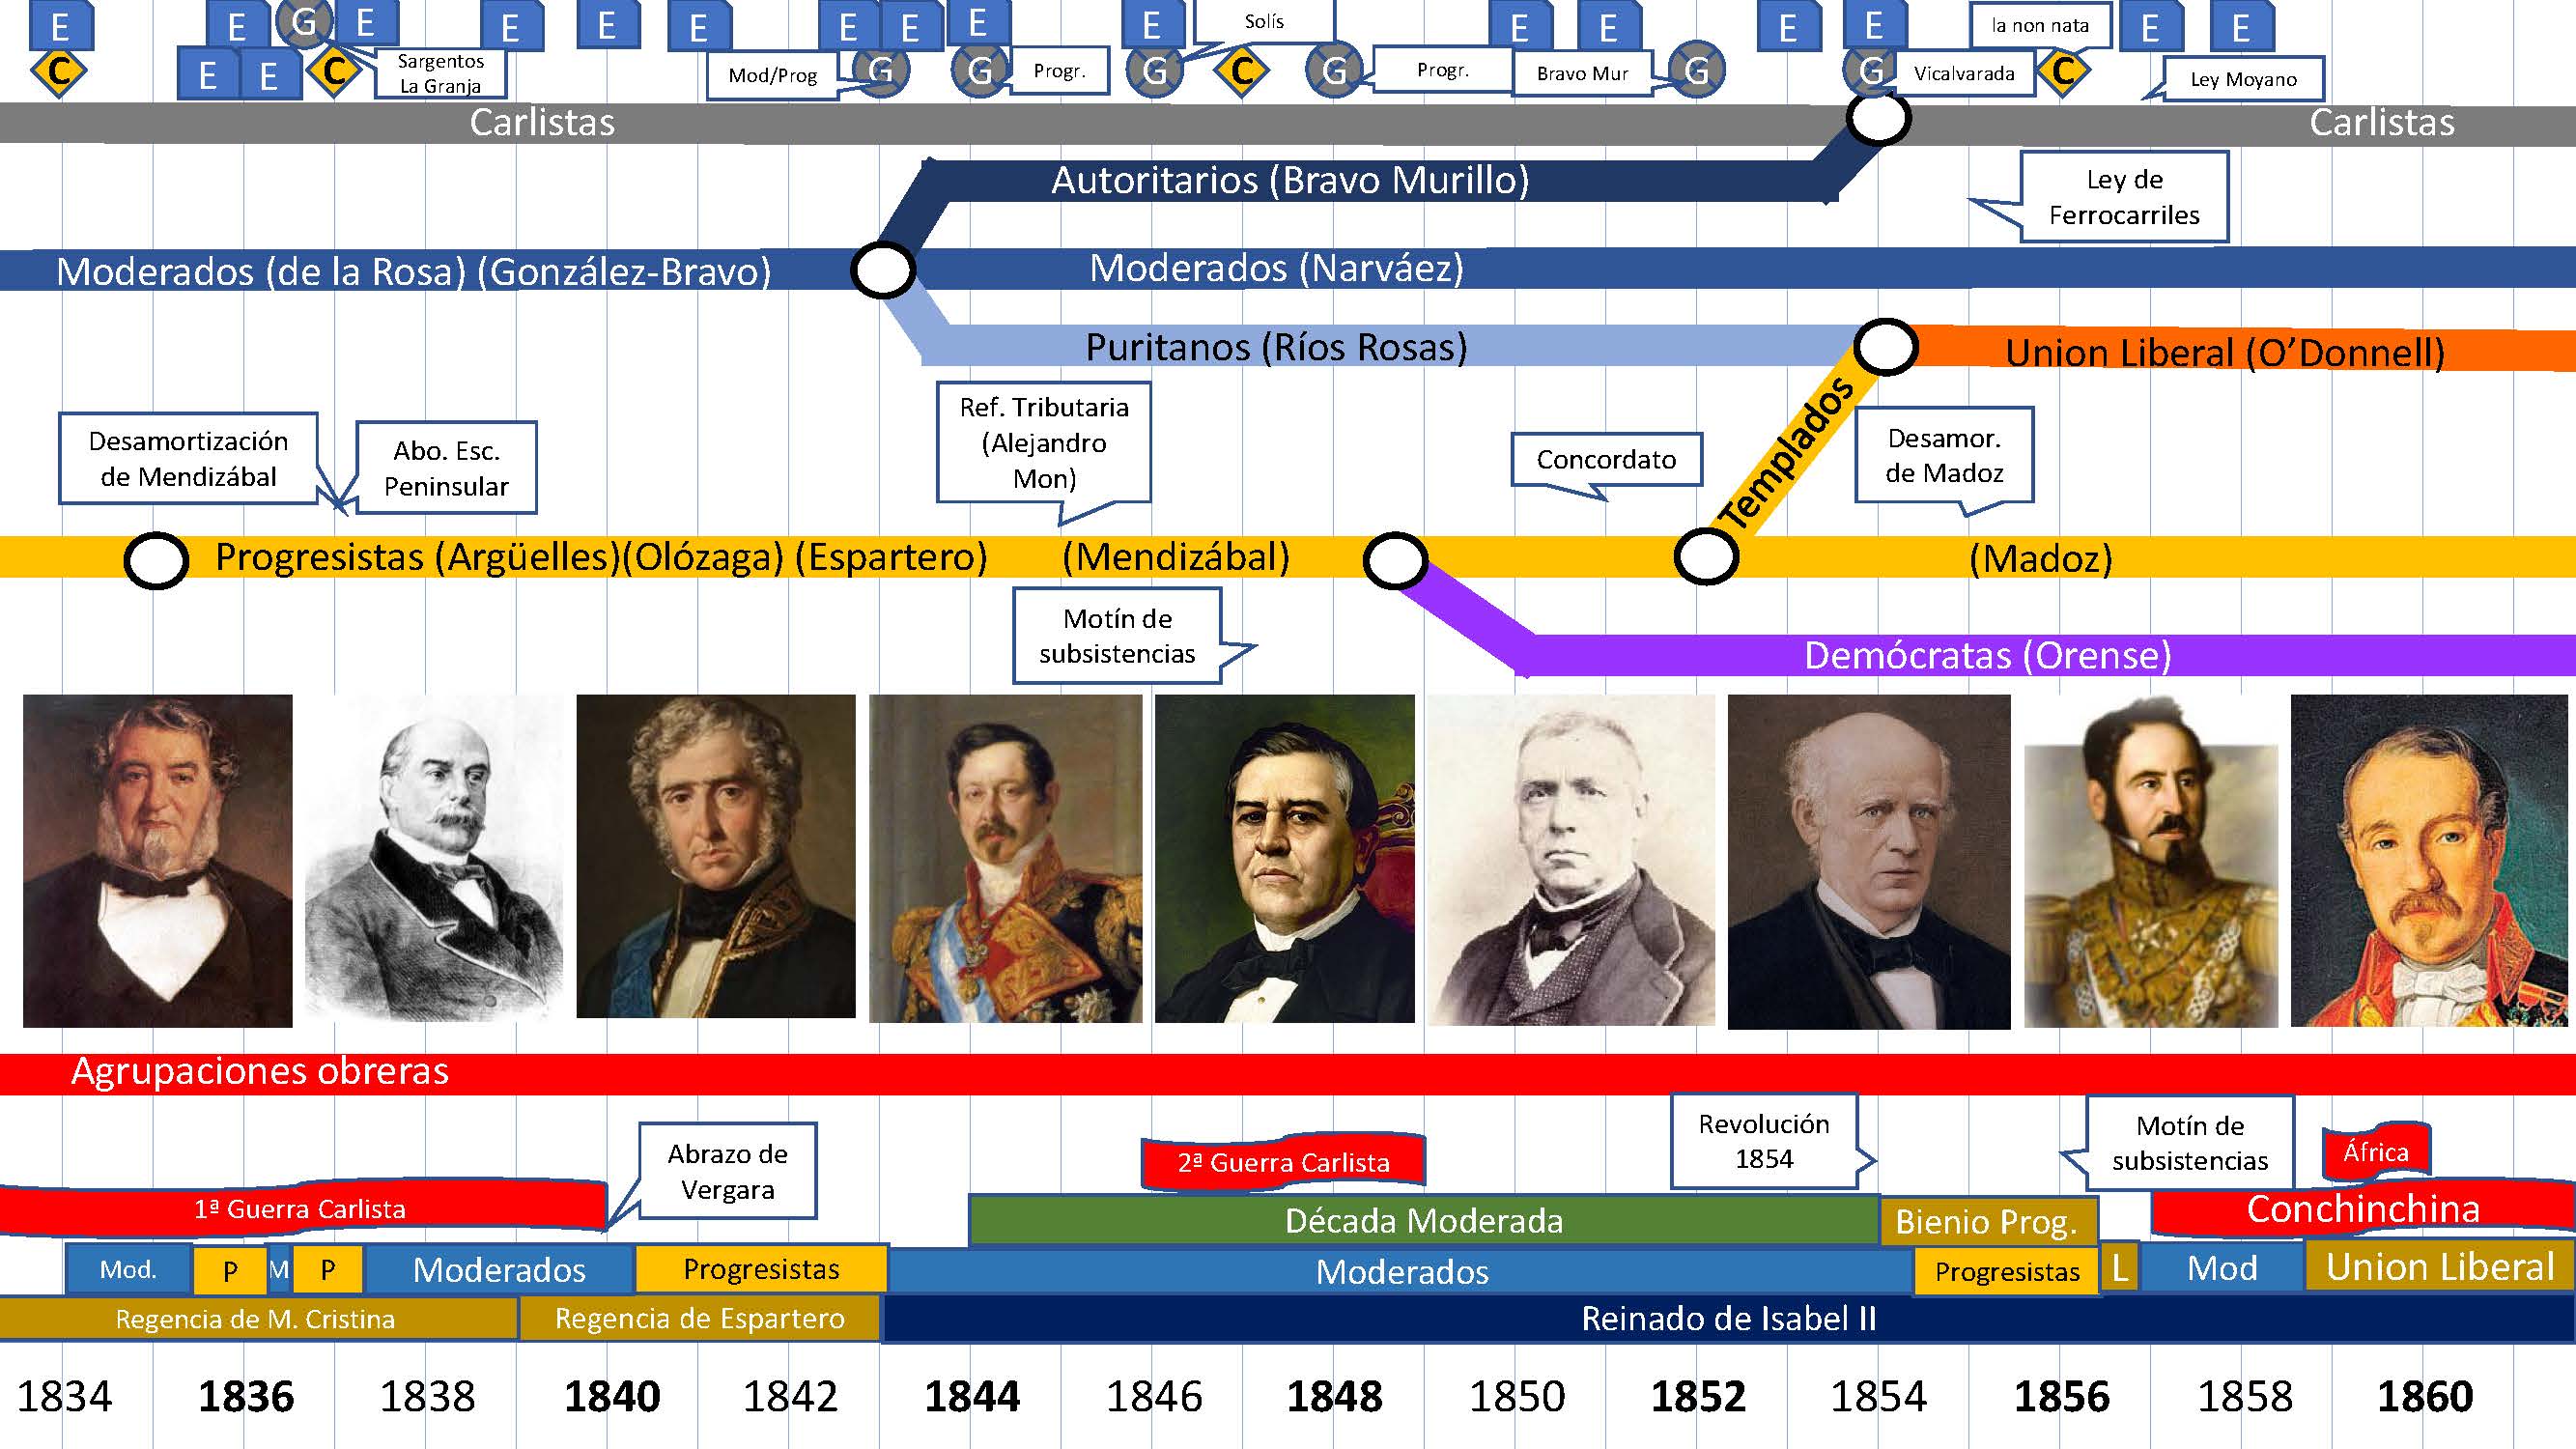 E
E
G
E
E
E
E
E
E
E
E
Solís
E
E
E
E
la non nata
E
E
C
E
E
C
Sargentos
La Granja
Mod/Prog
G
G
Progr.
G
C
G
Progr.
Bravo Mur
G
G
Vicalvarada
C
Ley Moyano
Carlistas
Carlistas
Autoritarios (Bravo Murillo)
Ley de
Ferrocarriles
Moderados (de la Rosa) (González-Bravo)
Moderados (Narváez)
Puritanos (Ríos Rosas)
Union Liberal (O’Donnell)
Templados
Desamortización
de Mendizábal
Abo. Esc.
Peninsular
Ref. Tributaria
(Alejandro
Mon)
Concordato
Desamor.
de Madoz
Progresistas (Argüelles)(Olózaga) (Espartero)
(Mendizábal)
(Madoz)
Motín de
subsistencias
Demócratas (Orense)
Agrupaciones obreras
Abrazo de
Vergara
2ª Guerra Carlista
Revolución
1854
Motín de
subsistencias
África
1ª Guerra Carlista
Década Moderada
Bienio Prog.
Conchinchina
Mod.
P
M
P
Moderados
Progresistas
Moderados
Progresistas
L
Mod
Union Liberal
Regencia de M. Cristina
Regencia de Espartero
Reinado de Isabel II
1834
1836
1838
1840
1842
1844
1846
1848
1850
1852
1854
1856
1858
1860